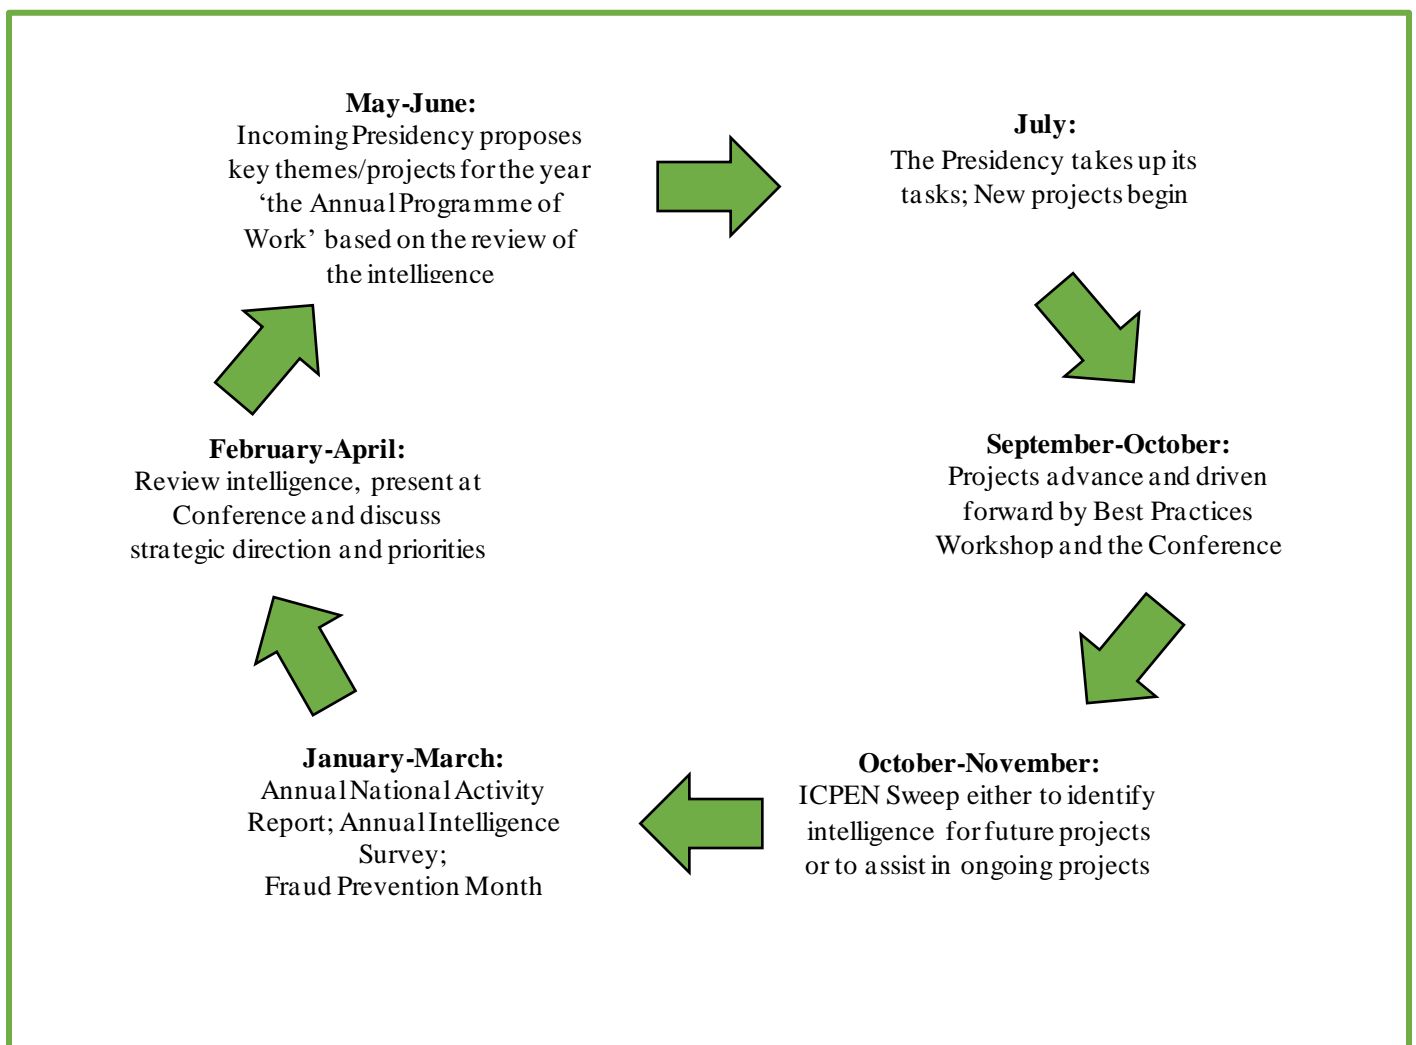 May-June:
Incoming Presidency proposes
key themes/projects for the year
‘the Annual Programme of
Work’ based on the review of
the intelligence
July:
The Presidency takes up its
tasks; New projects begin
September-October:
Projects advance and driven
forward by Best Practices
Workshop and the Conference
October-November:
ICPEN Sweep either to identify
intelligence for future projects
or to assist in ongoing projects
January-March:
Annual National Activity
Report; Annual Intelligence
Survey;
Fraud Prevention Month
February-April:
Review intelligence, present at
Conference and discuss
strategic direction and priorities